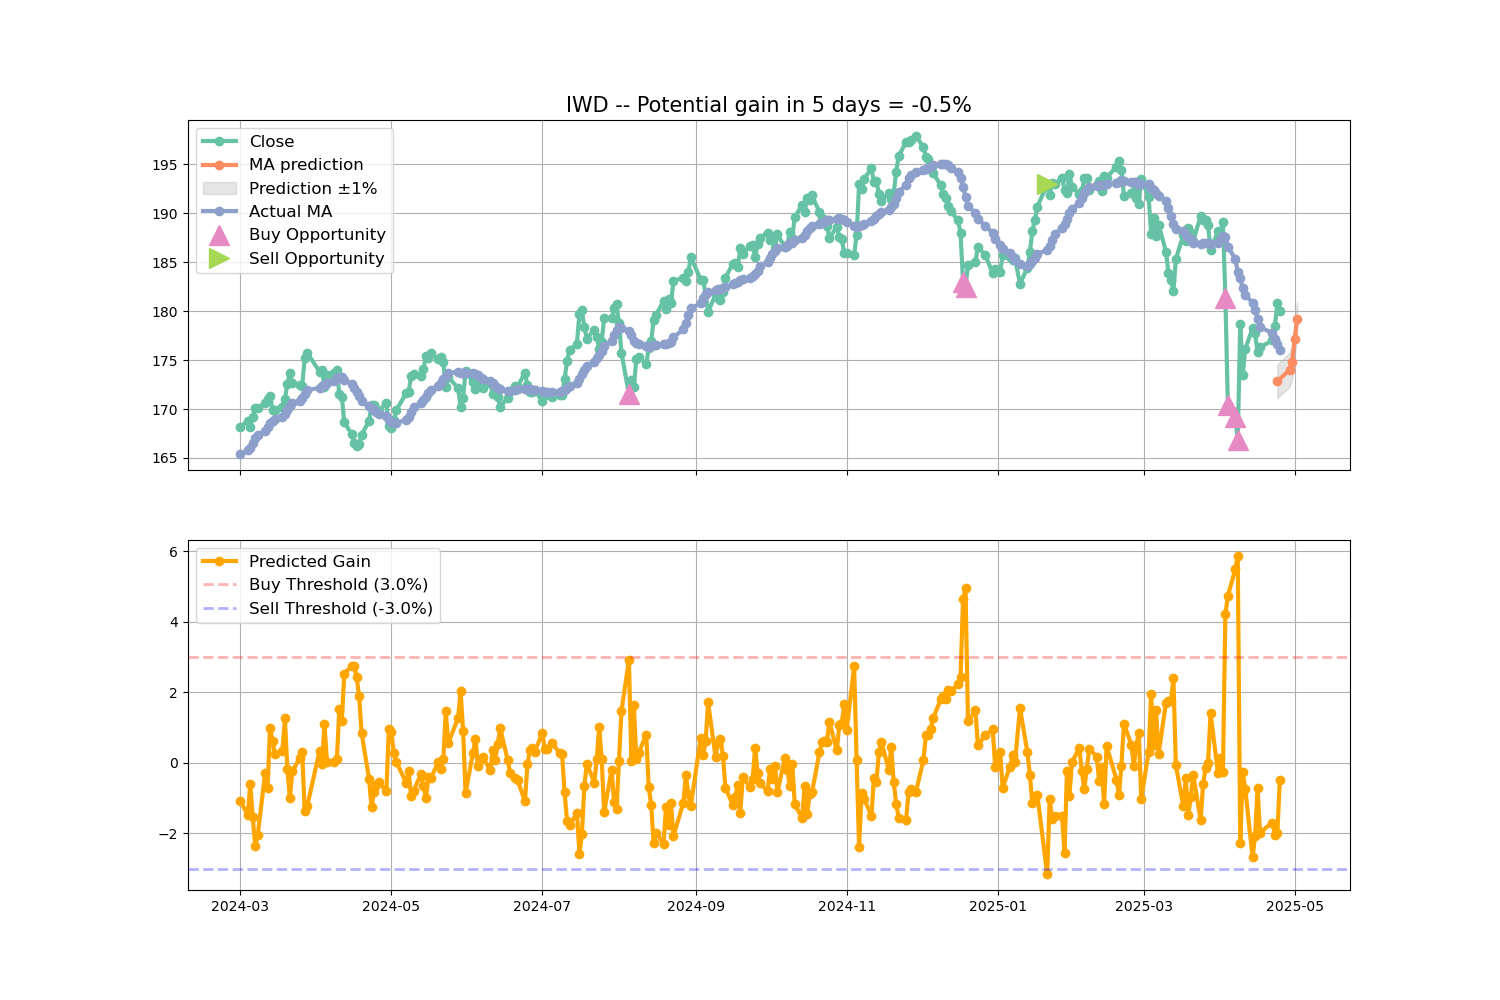 IWD -- Potential gain in 5 days = -0.5%
Close
MA prediction
Prediction ±1%
Actual MA
Buy Opportunity
Sell Opportunity
195
190
185
180
175
170
165
Predicted Gain
Buy Threshold (3.0%)
Sell Threshold (-3.0%)
6
4
2
0
−2
2024-03 2024-05 2024-07 2024-09 2024-11 2025-01 2025-03 2025-05